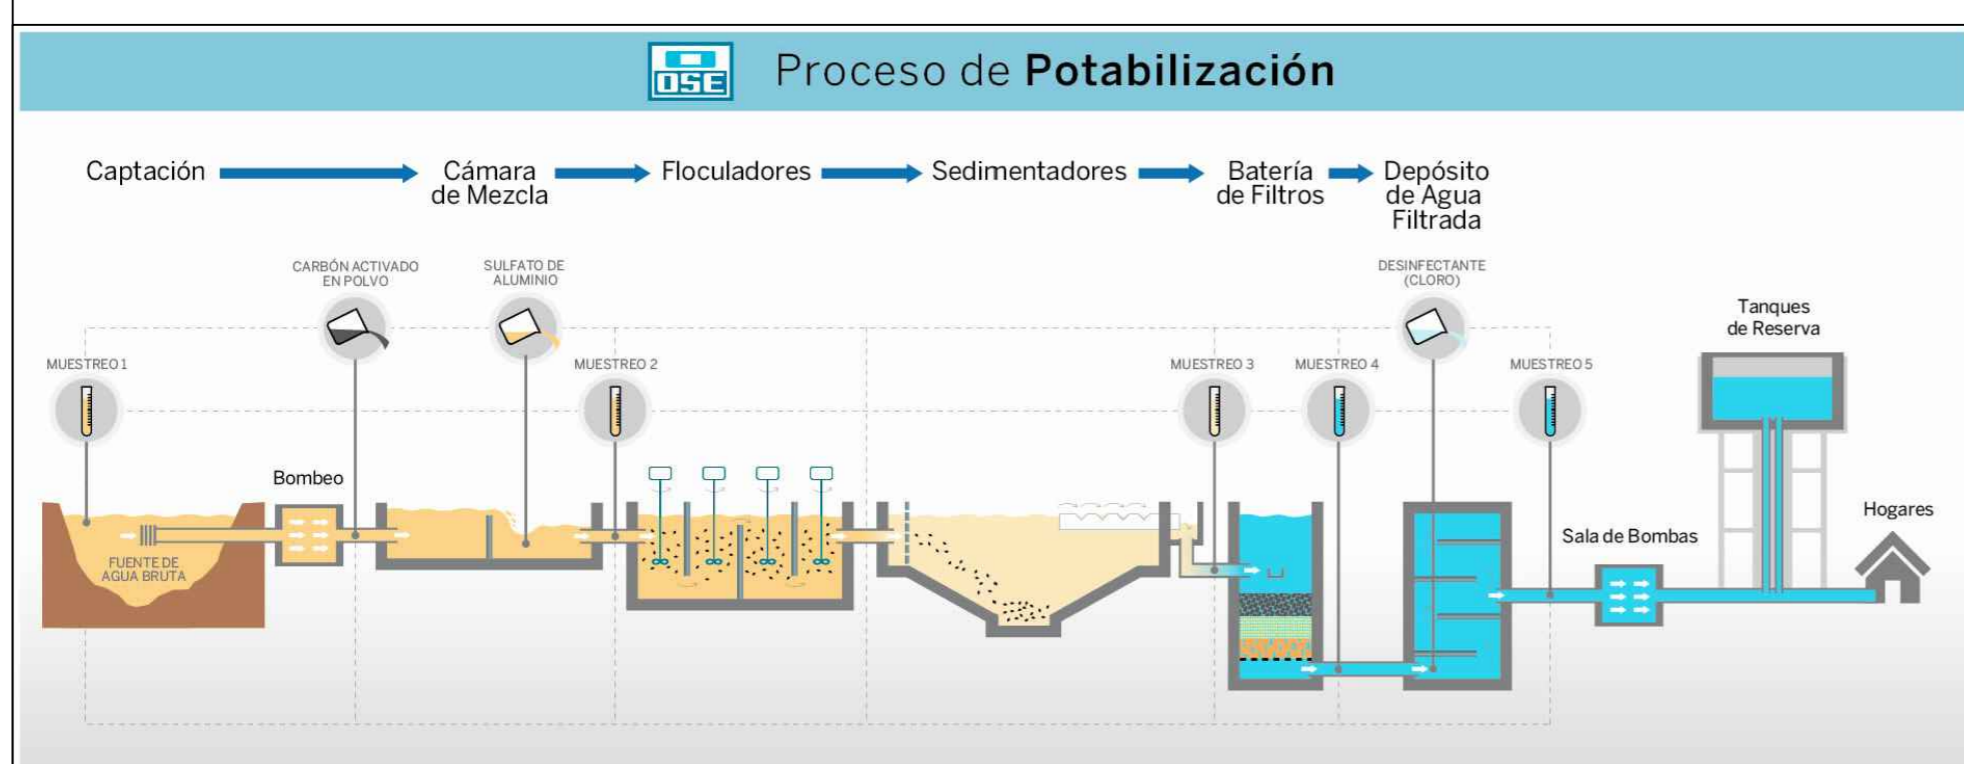 OSE
Proceso de Potabilización
Captación
Cámara
de Mezcla
Floculadores
Sedimentadores
Batería
de Filtros
Depósito
de Agua
Filtrada
CARBÓN ACTIVADO
EN POLVO
SULFATO DE
ALUMINIO
DESINFECTANTE
(CLORO)
Tanques
de Reserva
MUESTREO 1
MUESTREO 2
MUESTREO 3
MUESTREO 4
MUESTREO 5
Bombeo
FUENTE DE
AGUA BRUTA
Sala de Bombas
Hogares